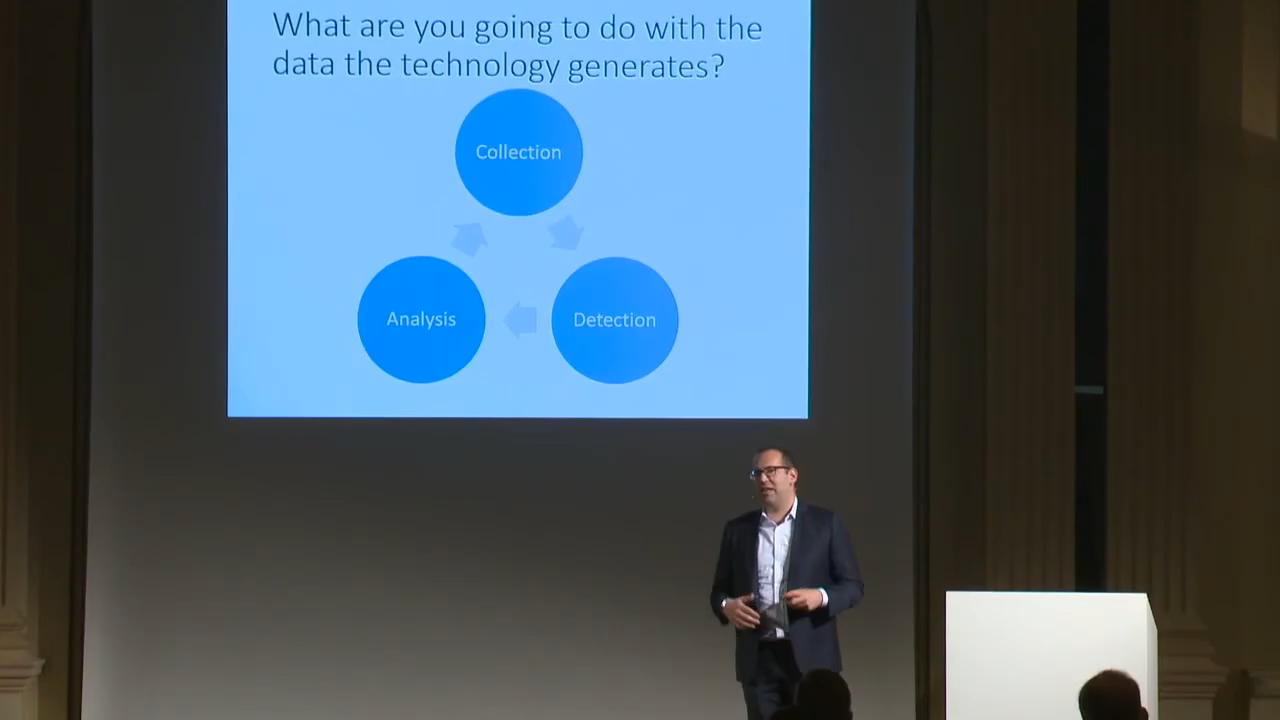 What are you going to do with the
data the technology generates?
Collection
Analysis
Detection